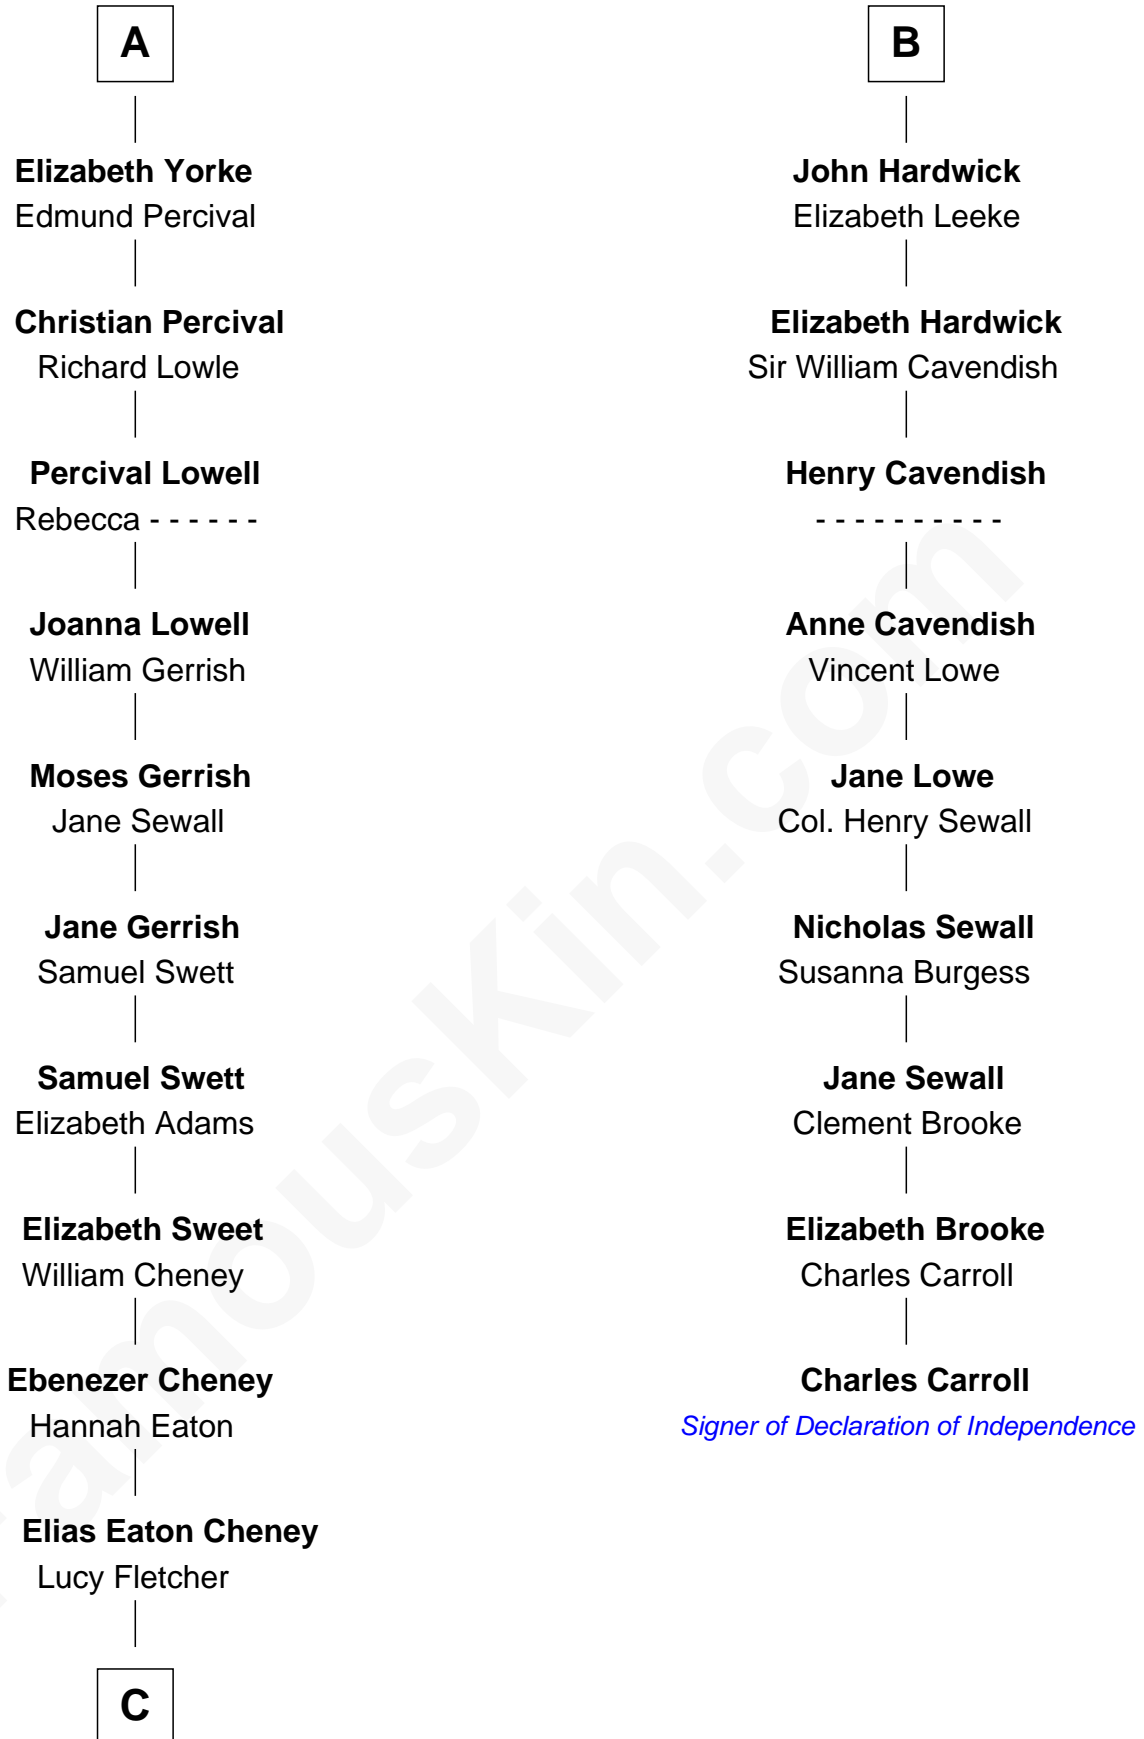 A
Elizabeth Yorke
Edmund Percival
Christian Percival
Richard Lowle
Percival Lowell
Rebecca - - - - - -
Joanna Lowell
William Gerrish
Moses Gerrish
Jane Sewall
Jane Gerrish
Samuel Swett
Samuel Swett
Elizabeth Adams
Elizabeth Sweet
William Cheney
Ebenezer Cheney
Hannah Eaton
Elias Eaton Cheney
Lucy Fletcher
C
B
John Hardwick
Elizabeth Leeke
Elizabeth Hardwick
Sir William Cavendish
Henry Cavendish
- - - - - - - - - -
Anne Cavendish
Vincent Lowe
Jane Lowe
Col. Henry Sewall
Nicholas Sewall
Susanna Burgess
Jane Sewall
Clement Brooke
Elizabeth Brooke
Charles Carroll
Charles Carroll
Signer of Declaration of Independence
FamousKin.com